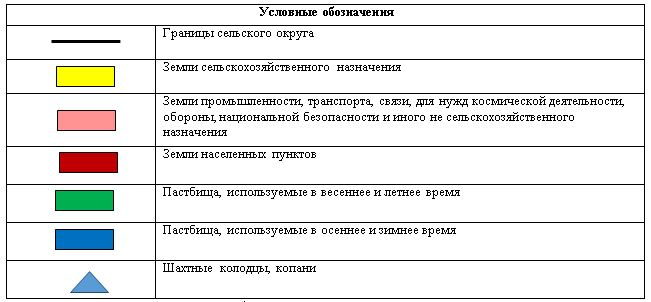 Условные обозначения
Границы сельского округа
Земли сельскохозяйственного назначения
Земли промышленности, транспорта, связи, для нужд космической деятельности,
обороны, национальной безопасности и иного не сельскохозяйственного
назначения
Земли населенных пунктов
Пастбища, используемые в весеннее и летнее время
Пастбища, используемые в осеннее и зимнее время
Шахтные колодцы, копани